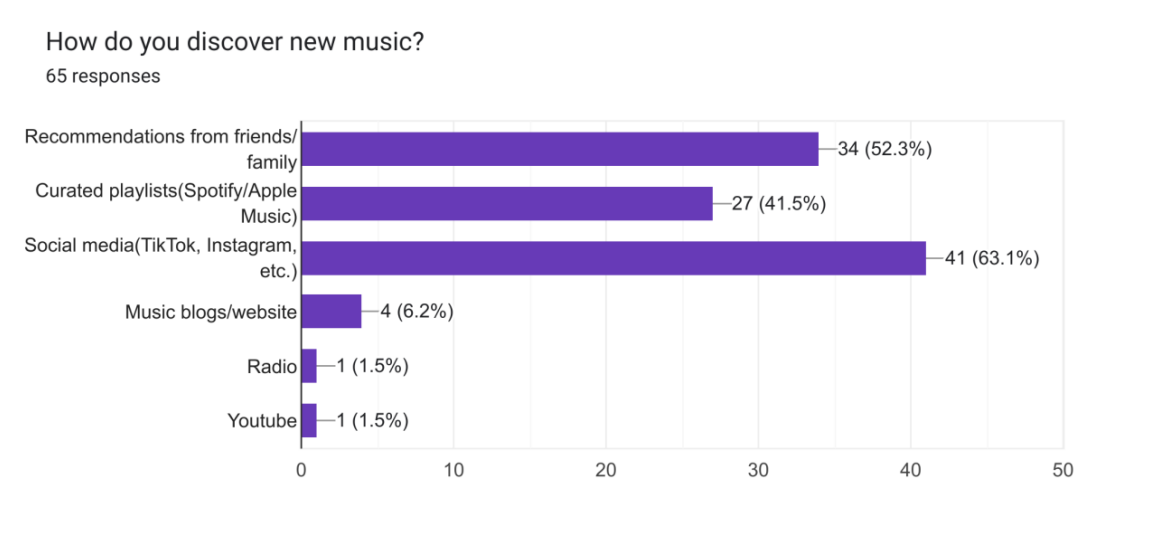 How do you discover new music?
65 responses
Recommendations from friends/
family
34 (52.3%)
Curated playlists(Spotify/Apple
Music)
27 (41.5%)
Social media(TikTok, Instagram,
etc.)
41 (63.1%)
Music blogs/website
4 (6.2%)
Radio
1 (1.5%)
Youtube
1 (1.5%)
0 10 20 30 40 50